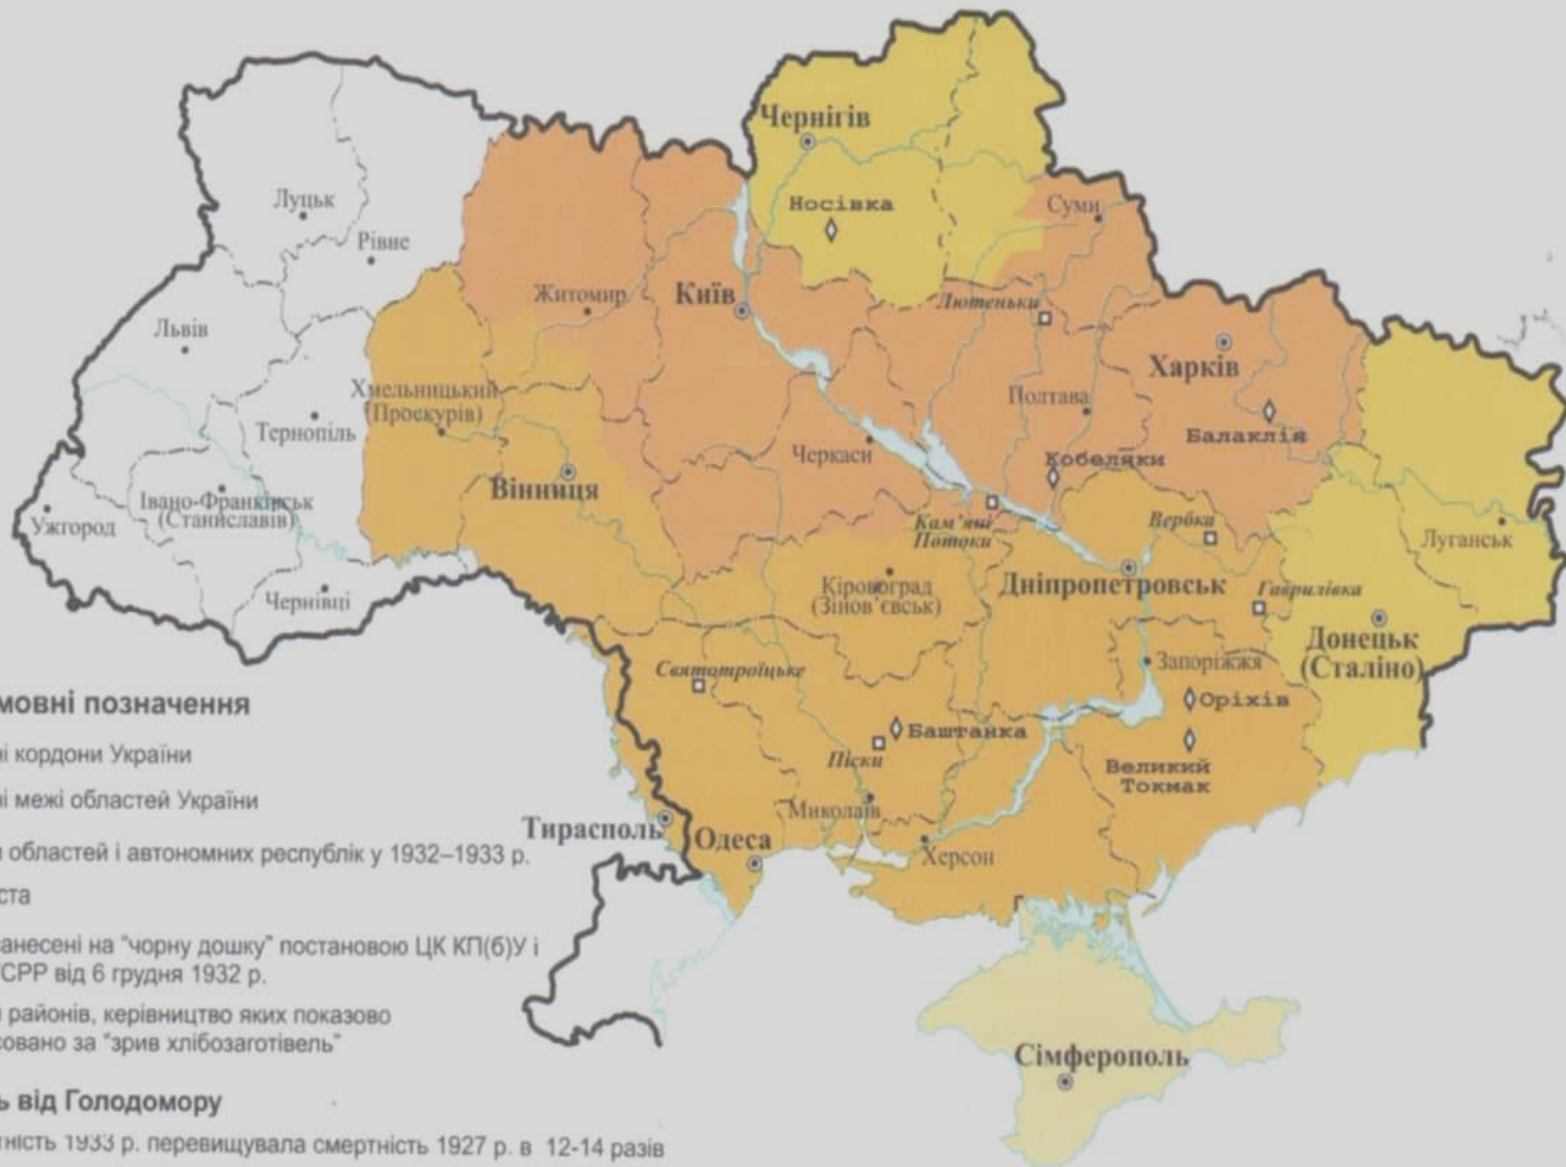 Чернігів
Носівка
Суми
Луцьк
Рівне
Житомир
Київ
Лютеньки
Львів
Харків
Хмельницький
(Проскурів)
Полтава
Тернопіль
Черкаси
Балаклія
Кобеляки
Вінниця
Івано-Франківськ
(Станиславів)
Ужгород
Кам'яні
Потоки
Вербка
Луганськ
Чернівці
Кіровоград
(Зінов'євськ)
Дніпропетровськ
Гаврилівка
Донецьк
(Сталіно)
Святотроїцьке
Запоріжжя
Оріхів
Баштанка
Піски
Великий
Токмак
Миколаїв
Тирасполь
Одеса
Херсон
Сімферополь
мовні позначення
ні кордони України
ні межі областей України
областей і автономних республік у 1932–1933 р.
ста
анесені на "чорну дошку" постановою ЦК КП(б)У і
СРР від 6 грудня 1932 р.
районів, керівництво яких показово
совано за "зрив хлібозаготівель"
ь від Голодомору
тність 1933 р. перевищувала смертність 1927 р. в 12-14 разів